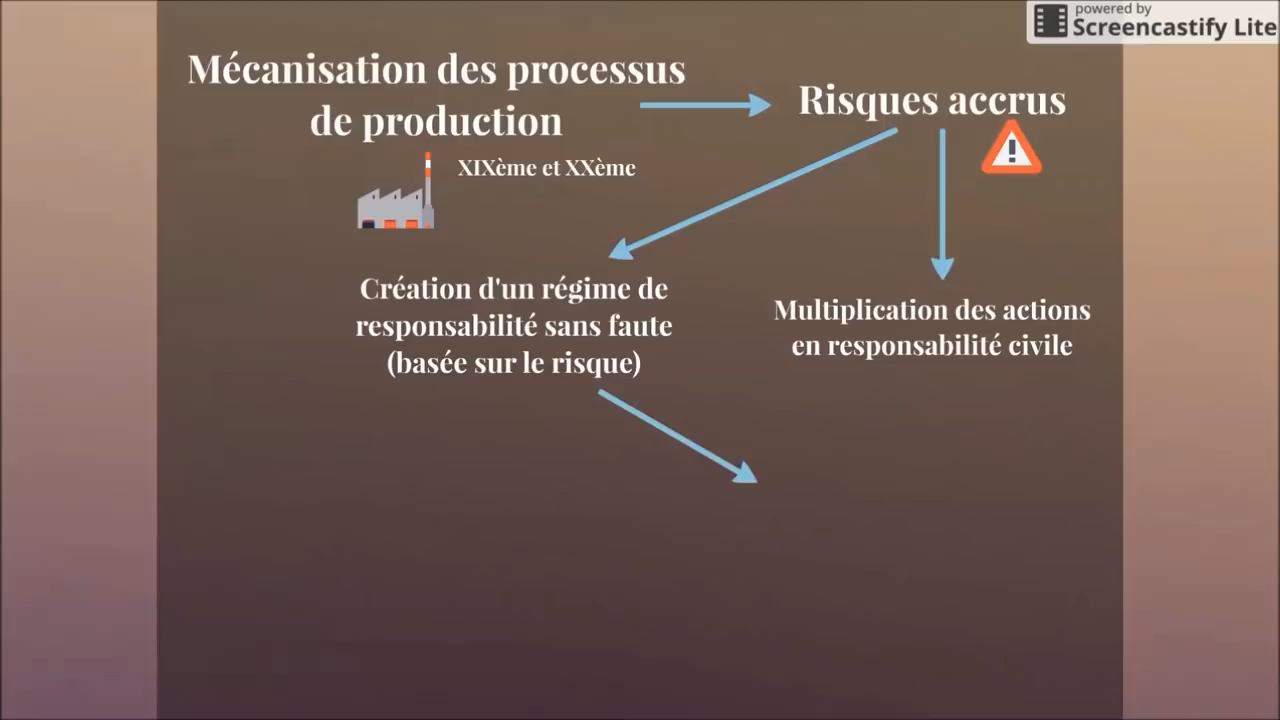 powered by
Screencastify Lite
Mécanisation des processus
de production
Risques accrus
XIXème et XXème
Création d'un régime de
responsabilité sans faute
(basée sur le risque)
Multiplication des actions
en responsabilité civile